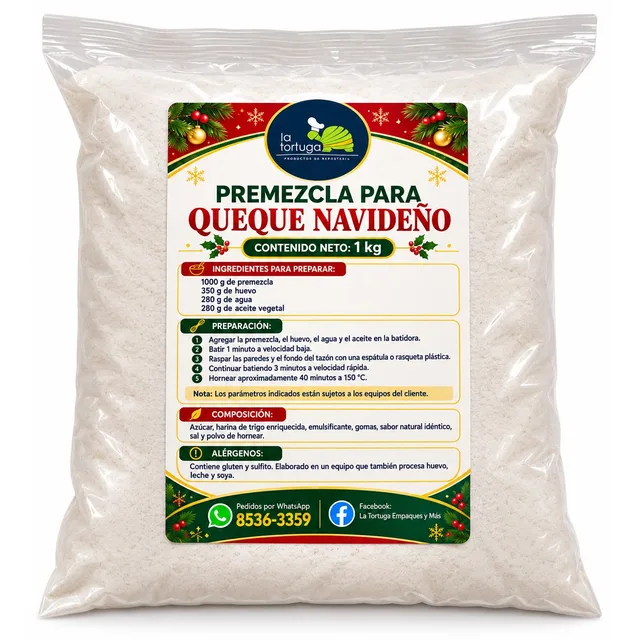 la
tortuga
PRODUCTOS DE REPOSTERÍA
PREMEZCLA PARA
QUEQUE NAVIDEÑO
CONTENIDO NETO: 1 kg
INGREDIENTES PARA PREPARAR:
1000 g de premezcla
350 g de huevo
280 g de agua
280 g de aceite vegetal
PREPARACIÓN:
1 Agregar la premezcla, el huevo, el agua y el aceite en la batidora.
2 Batir 1 minuto a velocidad baja.
3 Raspar las paredes y el fondo del tazón con una espátula o rasqueta plástica.
4 Continuar batiendo 3 minutos a velocidad rápida.
5 Hornear aproximadamente 40 minutos a 150 °C.
Nota: Los parámetros indicados están sujetos a los equipos del cliente.
COMPOSICIÓN:
Azúcar, harina de trigo enriquecida, emulsificante, gomas, sabor natural idéntico,
sal y polvo de hornear.
ALÉRGENOS:
Contiene gluten y sulfito. Elaborado en un equipo que también procesa huevo,
leche y soya.
Pedidos por WhatsApp
8536-3359
Facebook:
La Tortuga Empaques y Más